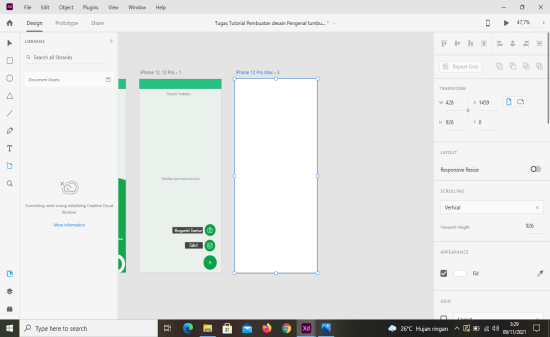 Xd File Edit Object Plugins View Window Help
Design Prototype Share
Tugas Tutorial Pembuatan desain Pengenal tumbu...
47,7%
LIBRARIES
Search all libraries
Document Assets
Something went wrong initializing Creative Cloud
libraries
More information
iPhone 12, 12 Pro – 1
iPhone 12 Pro Max – 3
Repeat Grid
TRANSFORM
W 428 X 1459
H 926 Y 0
LAYOUT
Responsive Resize
SCROLLING
Vertical
Viewport Height 926
APPEARANCE
Fill
GRID
Layout
Type here to search
Xd
26°C Hujan ringan
3:29
09/11/2021